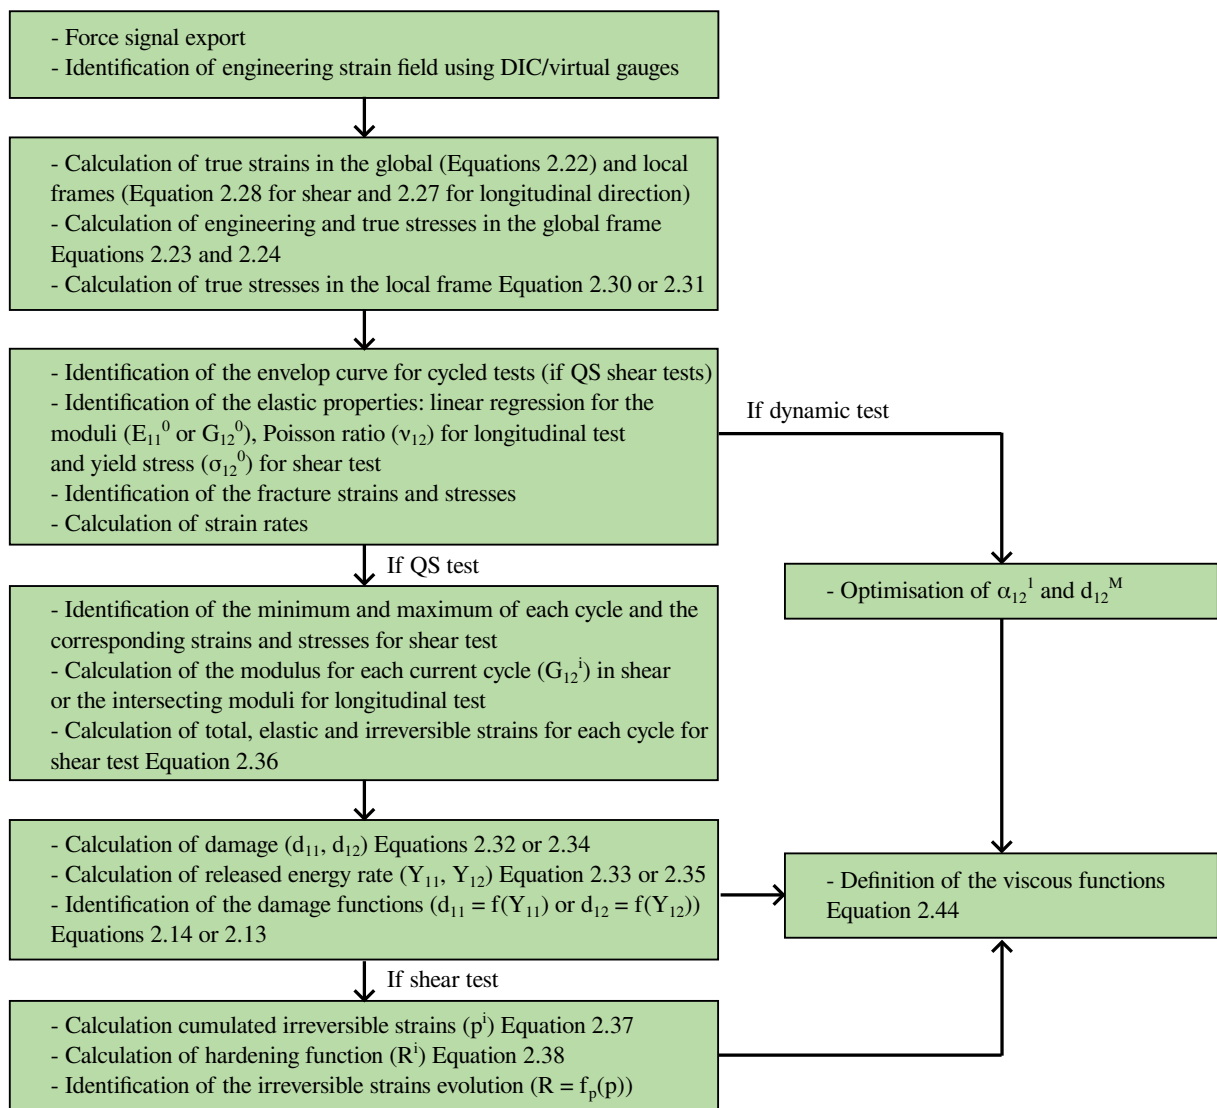 - Force signal export
- Identification of engineering strain field using DIC/virtual gauges
- Calculation of true strains in the global (Equations 2.22) and local
frames (Equation 2.28 for shear and 2.27 for longitudinal direction)
- Calculation of engineering and true stresses in the global frame
Equations 2.23 and 2.24
- Calculation of true stresses in the local frame Equation 2.30 or 2.31
- Identification of the envelop curve for cycled tests (if QS shear tests)
- Identification of the elastic properties: linear regression for the
moduli (E₁₁⁰ or G₁₂⁰), Poisson ratio (ν₁₂) for longitudinal test
and yield stress (σ₁₂⁰) for shear test
- Identification of the fracture strains and stresses
- Calculation of strain rates
If dynamic test
If QS test
- Optimisation of α₁₂¹ and d₁₂ᴹ
- Identification of the minimum and maximum of each cycle and the
corresponding strains and stresses for shear test
- Calculation of the modulus for each current cycle (G₁₂ⁱ) in shear
or the intersecting moduli for longitudinal test
- Calculation of total, elastic and irreversible strains for each cycle for
shear test Equation 2.36
- Calculation of damage (d₁₁, d₁₂) Equations 2.32 or 2.34
- Calculation of released energy rate (Y₁₁, Y₁₂) Equation 2.33 or 2.35
- Identification of the damage functions (d₁₁ = f(Y₁₁) or d₁₂ = f(Y₁₂))
Equations 2.14 or 2.13
- Definition of the viscous functions
Equation 2.44
If shear test
- Calculation cumulated irreversible strains (pⁱ) Equation 2.37
- Calculation of hardening function (Rⁱ) Equation 2.38
- Identification of the irreversible strains evolution (R = fₚ(p))